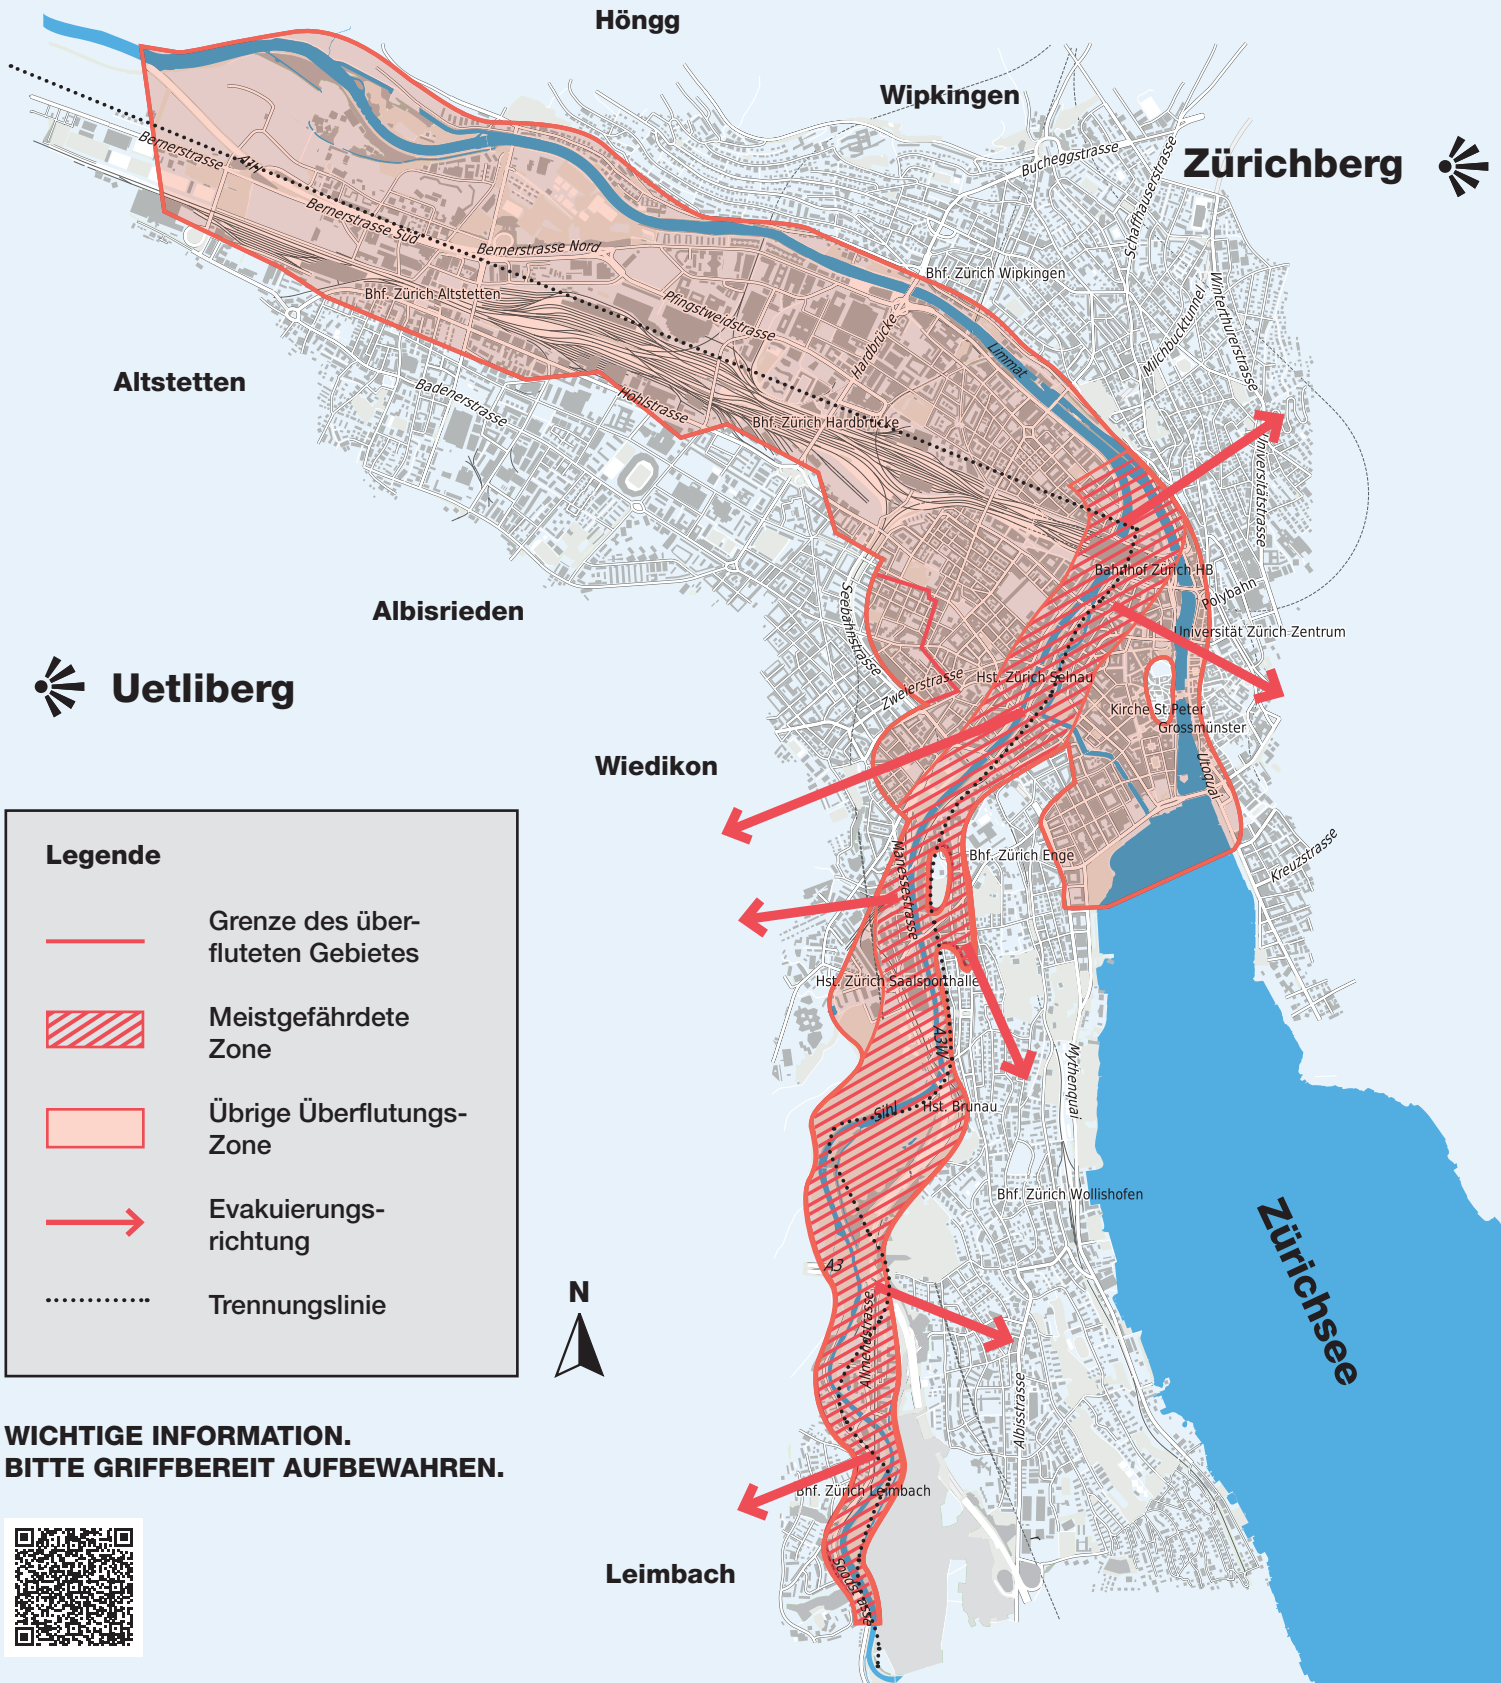 Höngg
Wipkingen
Zürichberg
Bucheggstrasse
Schaffhauserstrasse
Bernerstrasse
A1H
Bernerstrasse Süd
Bernerstrasse Nord
Bhf. Zürich Wipkingen
Bhf. Zürich Altstetten
Pfingstweidstrasse
Hardbrücke
Limmat
Milchbucktunnel
Winterthurerstrasse
Altstetten
Badenerstrasse
Hohlstrasse
Bhf. Zürich Hardbrücke
Universitätstrasse
Bahnhof Zürich HB
Polybahn
Albisrieden
Seebahnstrasse
Universität Zürich Zentrum
Uetliberg
Zweierstrasse
Hst. Zürich Selnau
Kirche St.Peter
Grossmünster
Utoquai
Wiedikon
Manessestrasse
Bhf. Zürich Enge
Kreuzstrasse
Hst. Zürich Saalsporthalle
A3W
Mythenquai
Sihl
Hst. Brunau
Bhf. Zürich Wollishofen
Zürichsee
A3
Allmendstrasse
Albisstrasse
Bhf. Zürich Leimbach
Leimbach
Soodstrasse
r
Legende
Grenze des über-
fluteten Gebietes
Meistgefährdete
Zone
Übrige Überflutungs-
Zone
Evakuierungs-
richtung
Trennungslinie
N
WICHTIGE INFORMATION.
BITTE GRIFFBEREIT AUFBEWAHREN.